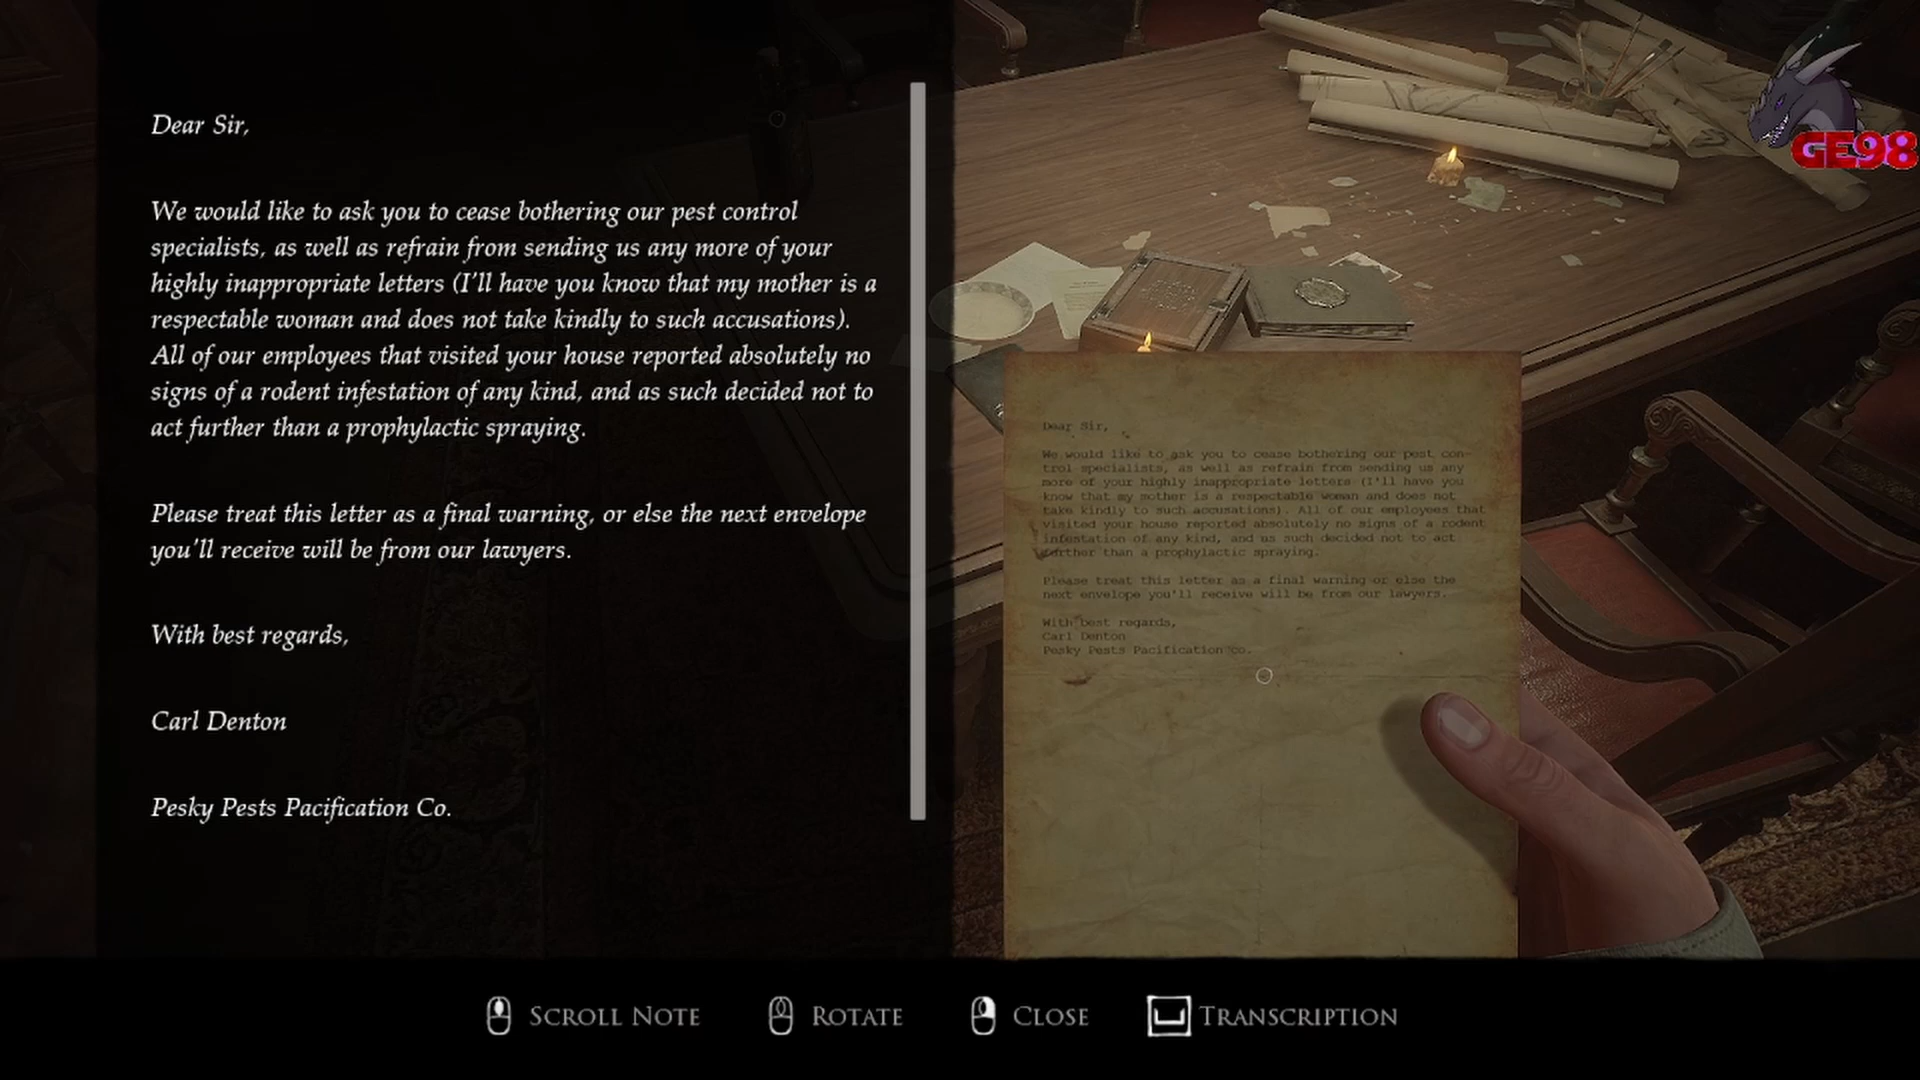 Dear Sir,
We would like to ask you to cease bothering our pest control
specialists, as well as refrain from sending us any more of your
highly inappropriate letters (I'll have you know that my mother is a
respectable woman and does not take kindly to such accusations).
All of our employees that visited your house reported absolutely no
signs of a rodent infestation of any kind, and as such decided not to
act further than a prophylactic spraying.
Please treat this letter as a final warning, or else the next envelope
you'll receive will be from our lawyers.
With best regards,
Carl Denton
Pesky Pests Pacification Co.
GE98
Dear Sir,
We would like to ask you to cease bothering our pest con-
trol specialists, as well as refrain from sending us any
more of your highly inappropriate letters (I'll have you
know that my mother is a respectable woman and does not
take kindly to such accusations). All of our employees that
visited your house reported absolutely no signs of a rodent
infestation of any kind, and as such decided not to act
further than a prophylactic spraying.
Please treat this letter as a final warning or else the
next envelope you'll receive will be from our lawyers.
With best regards,
Carl Denton
Pesky Pests Pacification co.
SCROLL NOTE
ROTATE
CLOSE
TRANSCRIPTION